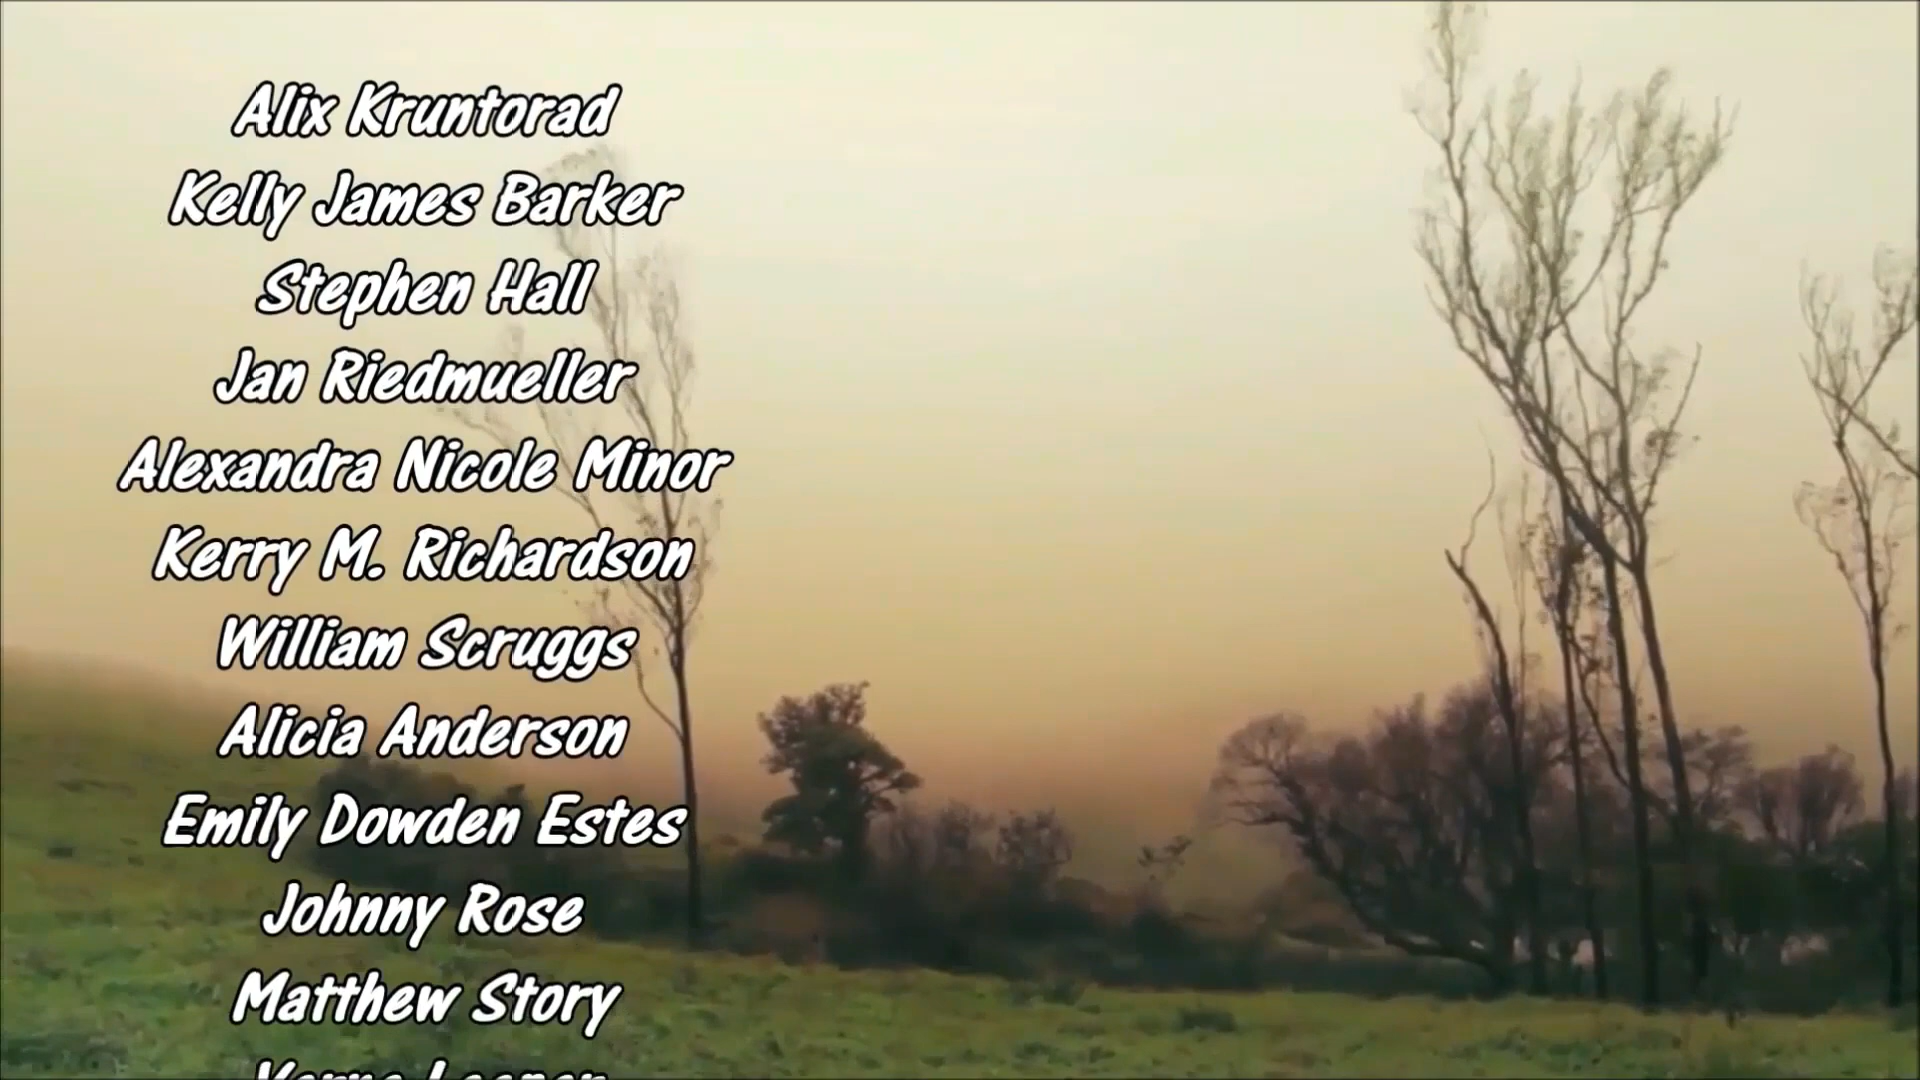 Alix Kruntorad
Kelly James Barker
Stephen Hall
Jan Riedmueller
Alexandra Nicole Minor
Kerry M. Richardson
William Scruggs
Alicia Anderson
Emily Dowden Estes
Johnny Rose
Matthew Story